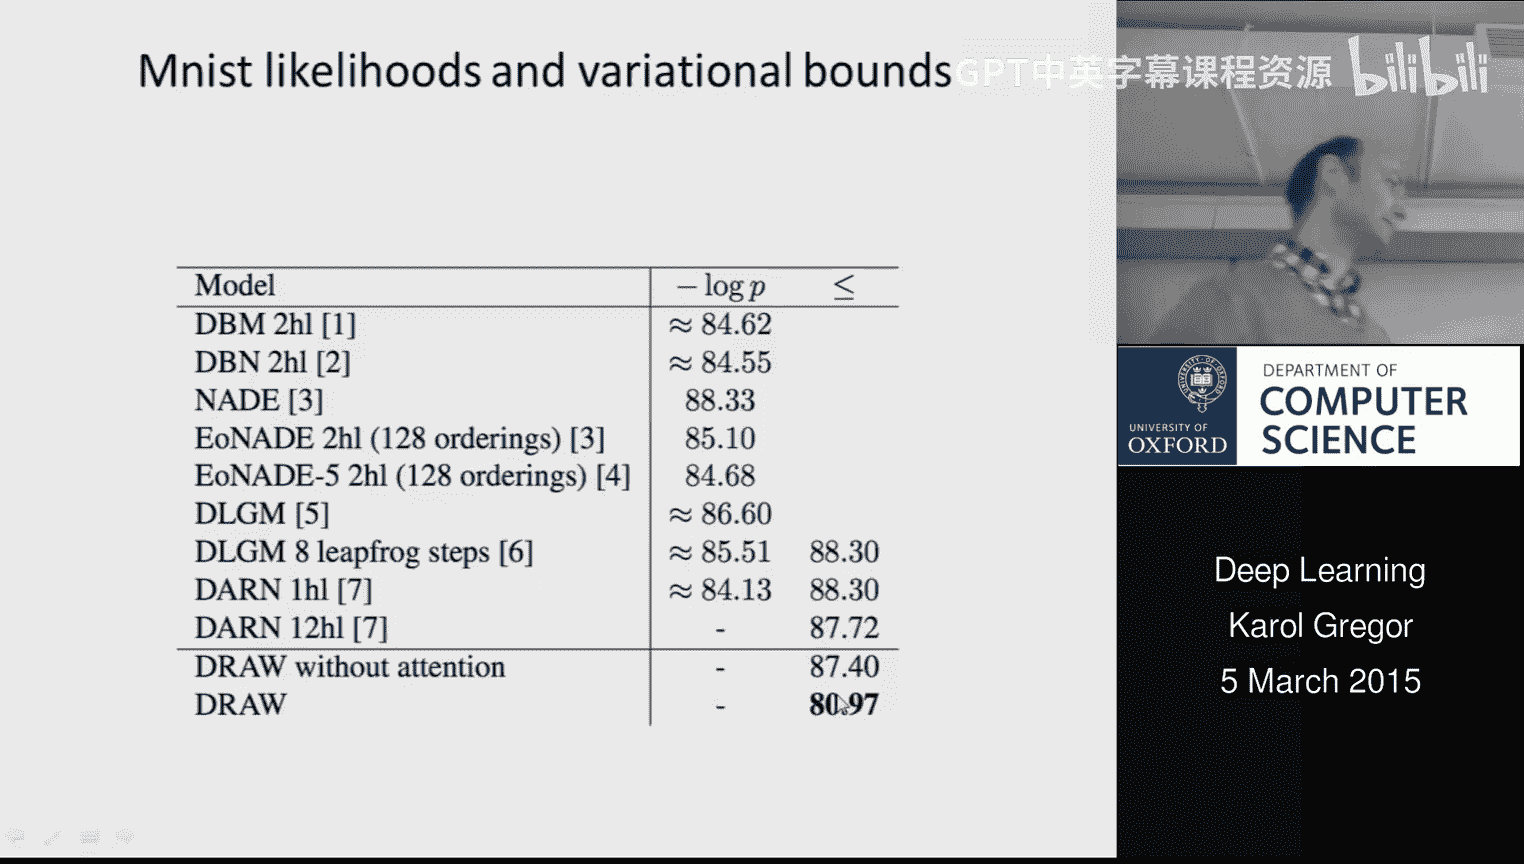 Mnist likelihoods and variational bounds
GPT中英字幕课程资源 bilibili
Model − log p ≤
DBM 2hl [1] ≈ 84.62
DBN 2hl [2] ≈ 84.55
NADE [3] 88.33
EoNADE 2hl (128 orderings) [3] 85.10
EoNADE-5 2hl (128 orderings) [4] 84.68
DLGM [5] ≈ 86.60
DLGM 8 leapfrog steps [6] ≈ 85.51 88.30
DARN 1hl [7] ≈ 84.13 88.30
DARN 12hl [7] - 87.72
DRAW without attention - 87.40
DRAW - 80.97
UNIVERSITY OF
OXFORD
DEPARTMENT OF
COMPUTER
SCIENCE
Deep Learning
Karol Gregor
5 March 2015